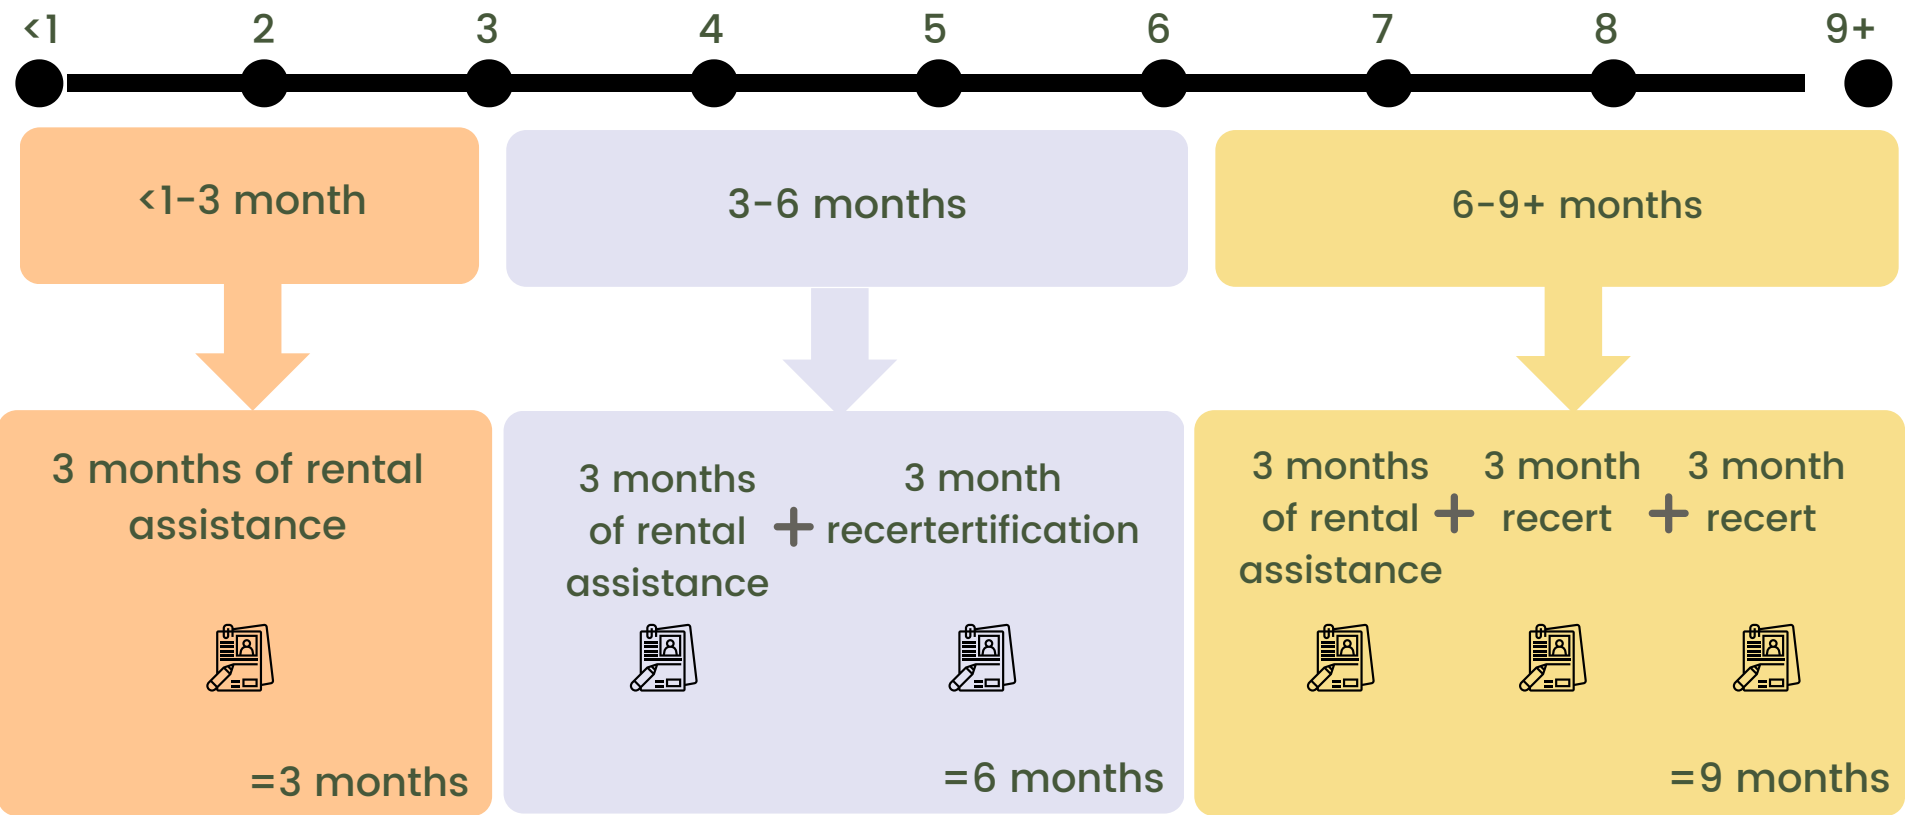 <1 2 3 4 5 6 7 8 9+
<1-3 month
3-6 months
6-9+ months
3 months of rental
assistance
=3 months
3 months
of rental
assistance
+
3 month
recertertification
=6 months
3 months
of rental
assistance
+
3 month
recert
+
3 month
recert
=9 months